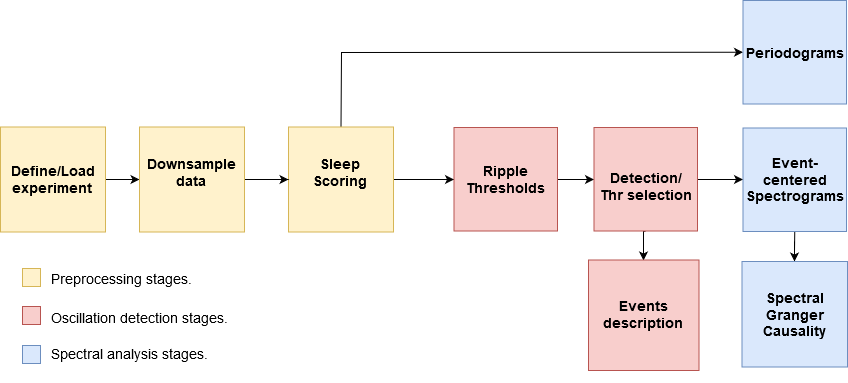 Periodograms
Define/Load
experiment
Downsample
data
Sleep
Scoring
Ripple
Thresholds
Detection/
Thr selection
Event-
centered
Spectrograms
Events
description
Spectral
Granger
Causality
Preprocessing stages.
Oscillation detection stages.
Spectral analysis stages.